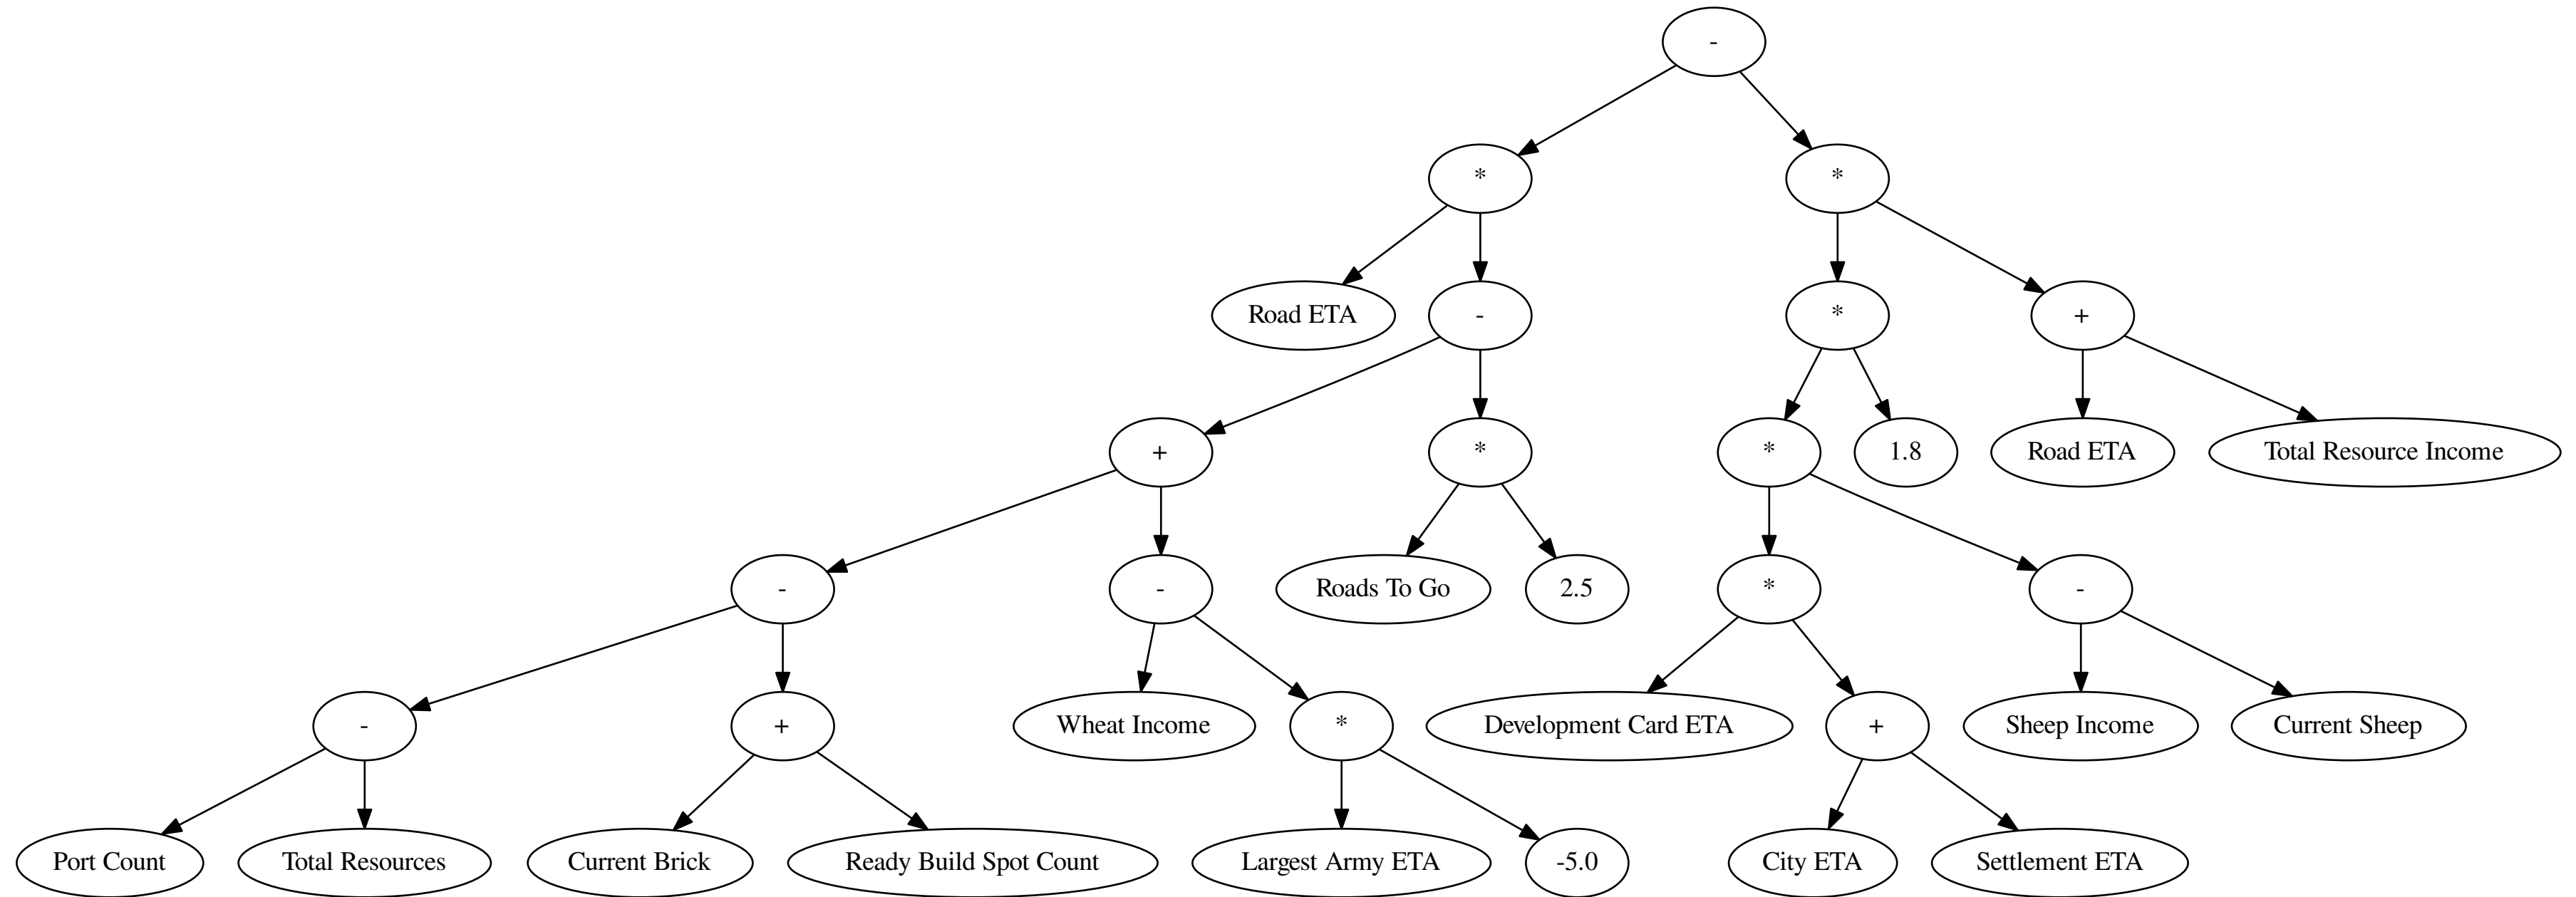 -
* *
Road ETA - * +
+ * * 1.8 Road ETA Total Resource Income
- - Roads To Go 2.5 * -
- + Wheat Income * Development Card ETA + Sheep Income Current Sheep
Port Count Total Resources Current Brick Ready Build Spot Count Largest Army ETA -5.0 City ETA Settlement ETA